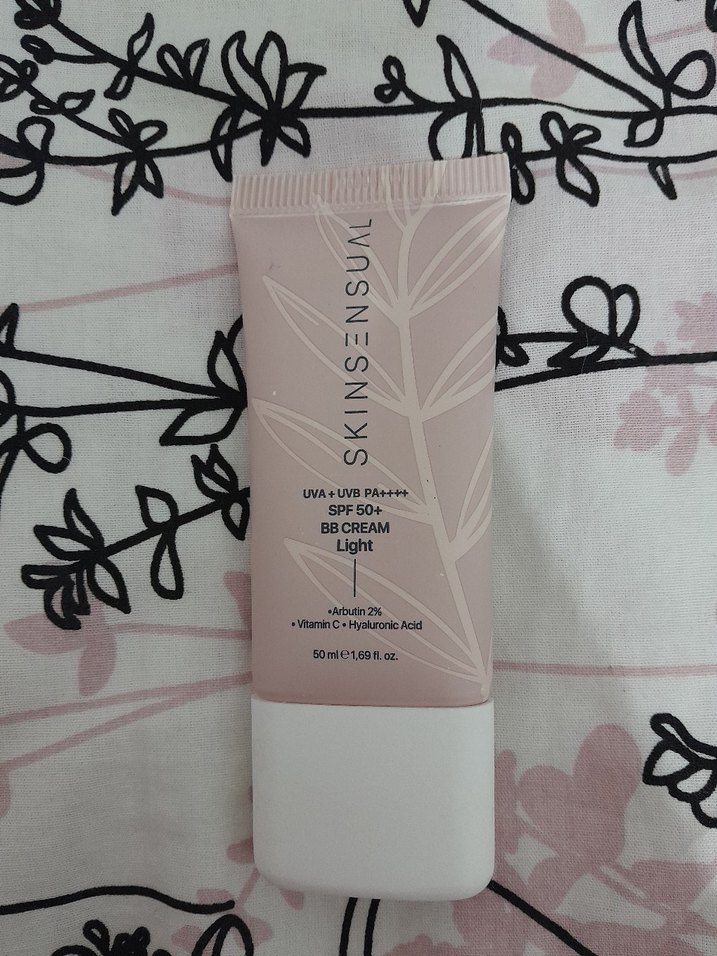 SKINSENSUAL
UVA + UVB PA++++
SPF 50+
BB CREAM
Light
•Arbutin 2%
• Vitamin C • Hyaluronic Acid
50 ml ℮ 1,69 fl. oz.